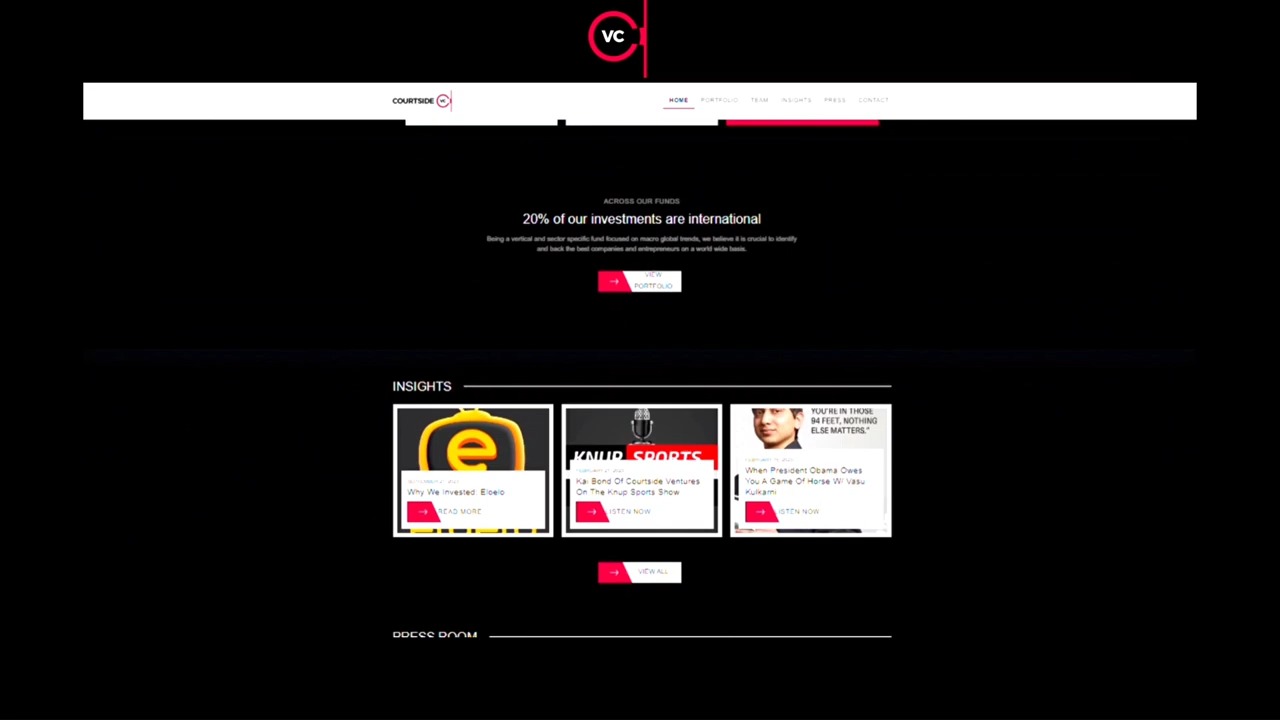 VC
COURTSIDE VC
HOME PORTFOLIO TEAM INSIGHTS PRESS CONTACT
ACROSS OUR FUNDS
20% of our investments are international
Being a vertical and sector specific fund focused on macro global trends, we believe it is crucial to identify
and back the best companies and entrepreneurs on a world wide basis.
VIEW
PORTFOLIO
INSIGHTS
e
Why We Invested: Eloelo
READ MORE
KNUP SPORTS
Kai Bond Of Courtside Ventures
On The Knup Sports Show
LISTEN NOW
YOU'RE IN THOSE
94 FEET, NOTHING
ELSE MATTERS."
When President Obama Owes
You A Game Of Horse W/ Vasu
Kulkarni
LISTEN NOW
VIEW ALL
PRESS ROOM